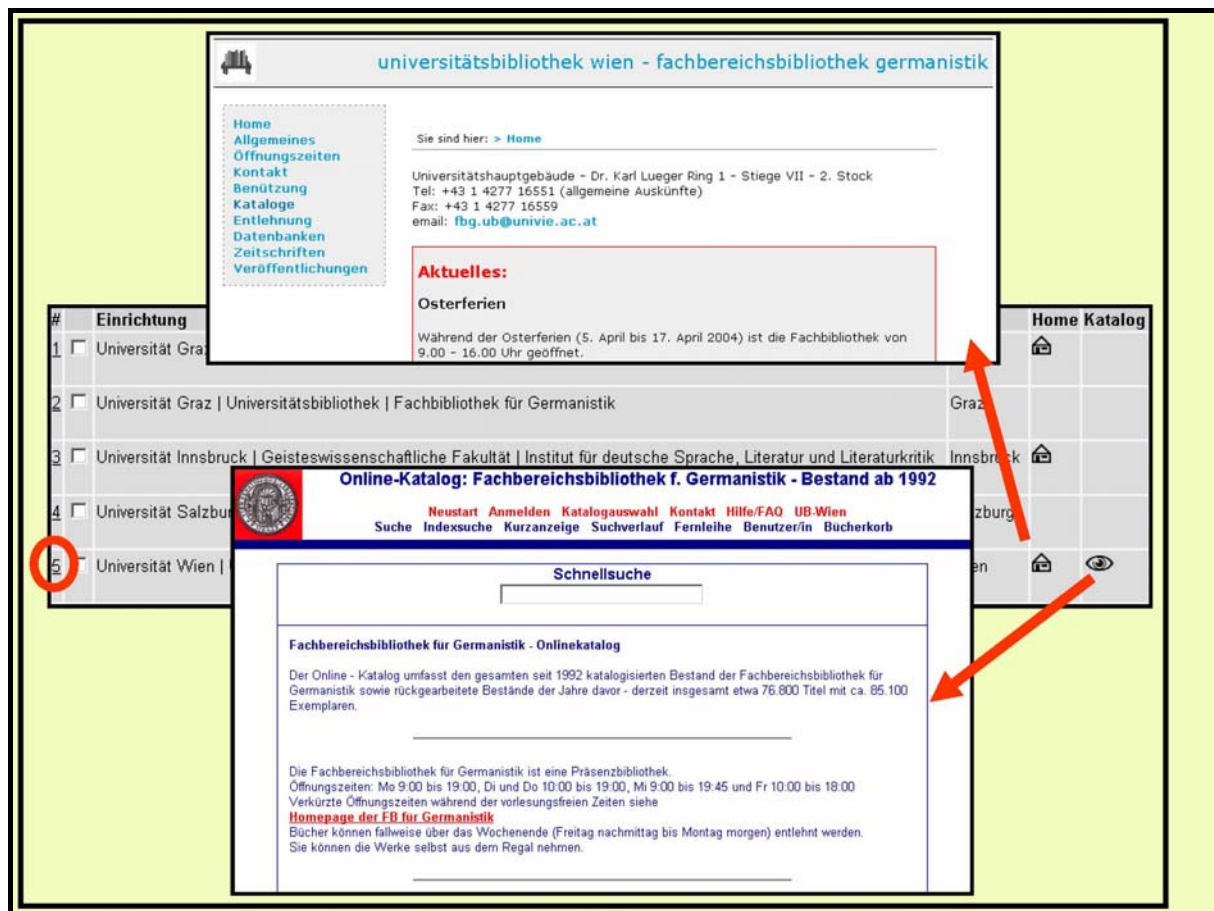 universitätsbibliothek wien - fachbereichsbibliothek germanistik
Home
Allgemeines
Öffnungszeiten
Kontakt
Benützung
Kataloge
Entlehnung
Datenbanken
Zeitschriften
Veröffentlichungen
Sie sind hier: > Home
Universitätshauptgebäude - Dr. Karl Lueger Ring 1 - Stiege VII - 2. Stock
Tel: +43 1 4277 16551 (allgemeine Auskünfte)
Fax: +43 1 4277 16559
email: fbg.ub@univie.ac.at
Aktuelles:
Osterferien
Während der Osterferien (5. April bis 17. April 2004) ist die Fachbibliothek von
9.00 - 16.00 Uhr geöffnet.
# Einrichtung Home Katalog
1 Universität Gra
2 Universität Graz | Universitätsbibliothek | Fachbibliothek für Germanistik Graz
3 Universität Innsbruck | Geisteswissenschaftliche Fakultät | Institut für deutsche Sprache, Literatur und Literaturkritik Innsbruck
4 Universität Salzbu zburg
5 Universität Wien | en
Online-Katalog: Fachbereichsbibliothek f. Germanistik - Bestand ab 1992
Neustart Anmelden Katalogauswahl Kontakt Hilfe/FAQ UB-Wien
Suche Indexsuche Kurzanzeige Suchverlauf Fernleihe Benutzer/in Bücherkorb
Schnellsuche
Fachbereichsbibliothek für Germanistik - Onlinekatalog
Der Online - Katalog umfasst den gesamten seit 1992 katalogisierten Bestand der Fachbereichsbibliothek für
Germanistik sowie rückgearbeitete Bestände der Jahre davor - derzeit insgesamt etwa 76.800 Titel mit ca. 85.100
Exemplaren.
Die Fachbereichsbibliothek für Germanistik ist eine Präsenzbibliothek.
Öffnungszeiten: Mo 9:00 bis 19:00, Di und Do 10:00 bis 19:00, Mi 9:00 bis 19:45 und Fr 10:00 bis 18:00
Verkürzte Öffnungszeiten während der vorlesungsfreien Zeiten siehe
Homepage der FB für Germanistik
Bücher können fallweise über das Wochenende (Freitag nachmittag bis Montag morgen) entlehnt werden.
Sie können die Werke selbst aus dem Regal nehmen.